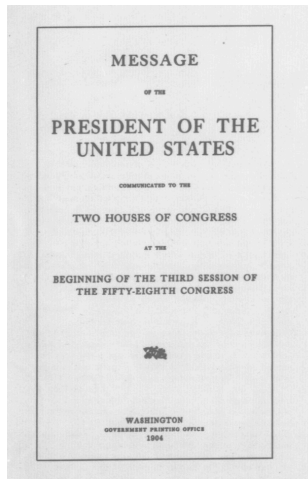 MESSAGE
OF THE
PRESIDENT OF THE
UNITED STATES
COMMUNICATED TO THE
TWO HOUSES OF CONGRESS
AT THE
BEGINNING OF THE THIRD SESSION OF
THE FIFTY-EIGHTH CONGRESS
WASHINGTON
GOVERNMENT PRINTING OFFICE
1904